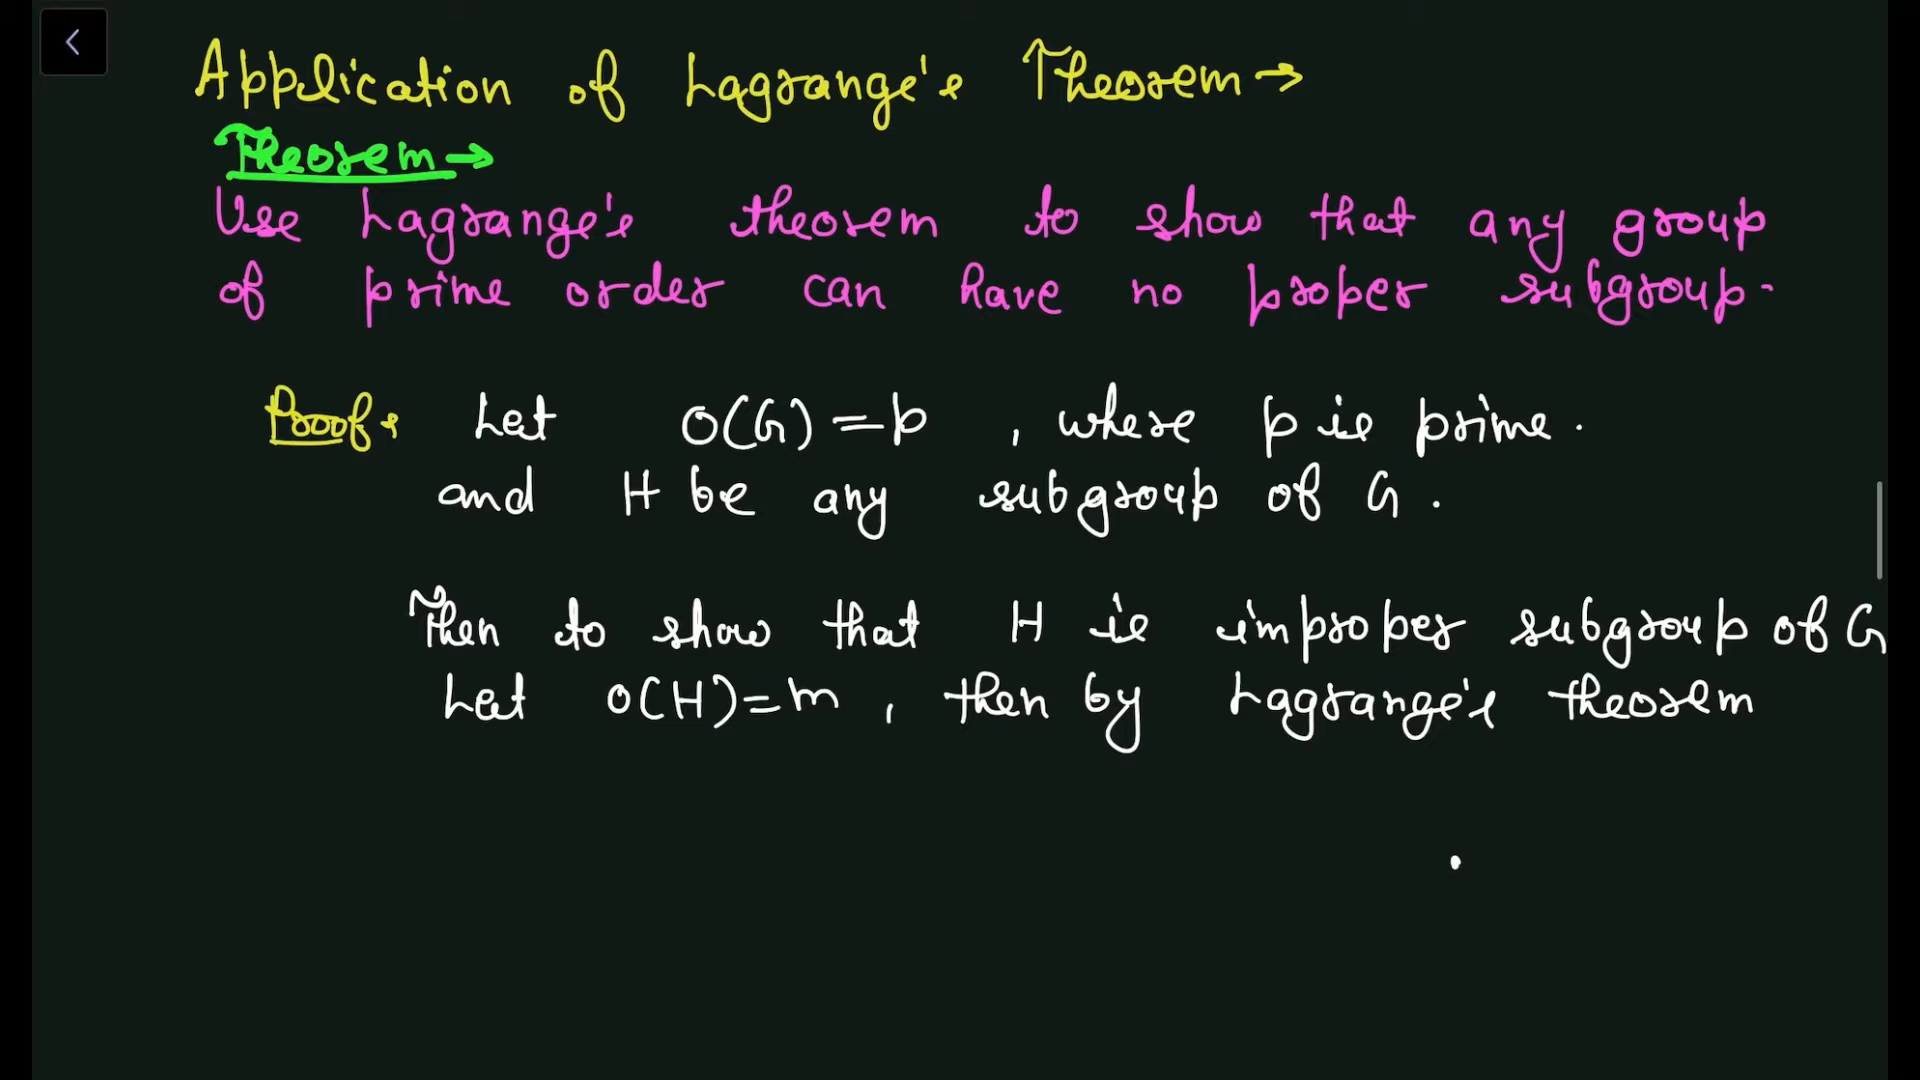 Application of Lagrange's Theorem →
Theorem →
Use Lagrange's theorem to show that any group
of prime order can have no proper subgroup.
Proof: Let O(G) = p , where p is prime.
and H be any subgroup of G.
Then to show that H is improper subgroup of G
Let O(H) = m , then by Lagrange's theorem